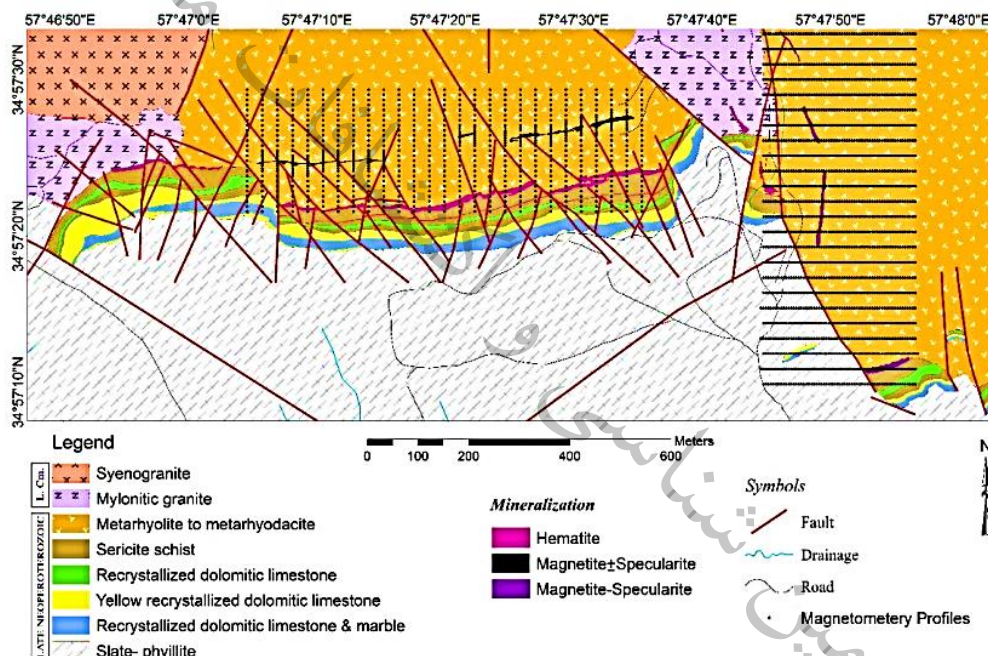 57°46'50"E 57°47'0"E 57°47'10"E 57°47'20"E 57°47'30"E 57°47'40"E 57°47'50"E 57°48'0"E
34°57'30"N
34°57'20"N
34°57'10"N
Legend
L. Cm.
Syenogranite
Mylonitic granite
LATE NEOPEROTEROZOIC
Metarhyolite to metarhyodacite
Sericite schist
Recrystallized dolomitic limestone
Yellow recrystallized dolomitic limestone
Recrystallized dolomitic limestone & marble
Slate- phyllite
0 100 200 400 600
Meters
Mineralization
Hematite
Magnetite±Specularite
Magnetite-Specularite
Symbols
Fault
Drainage
Road
Magnetometery Profiles
N